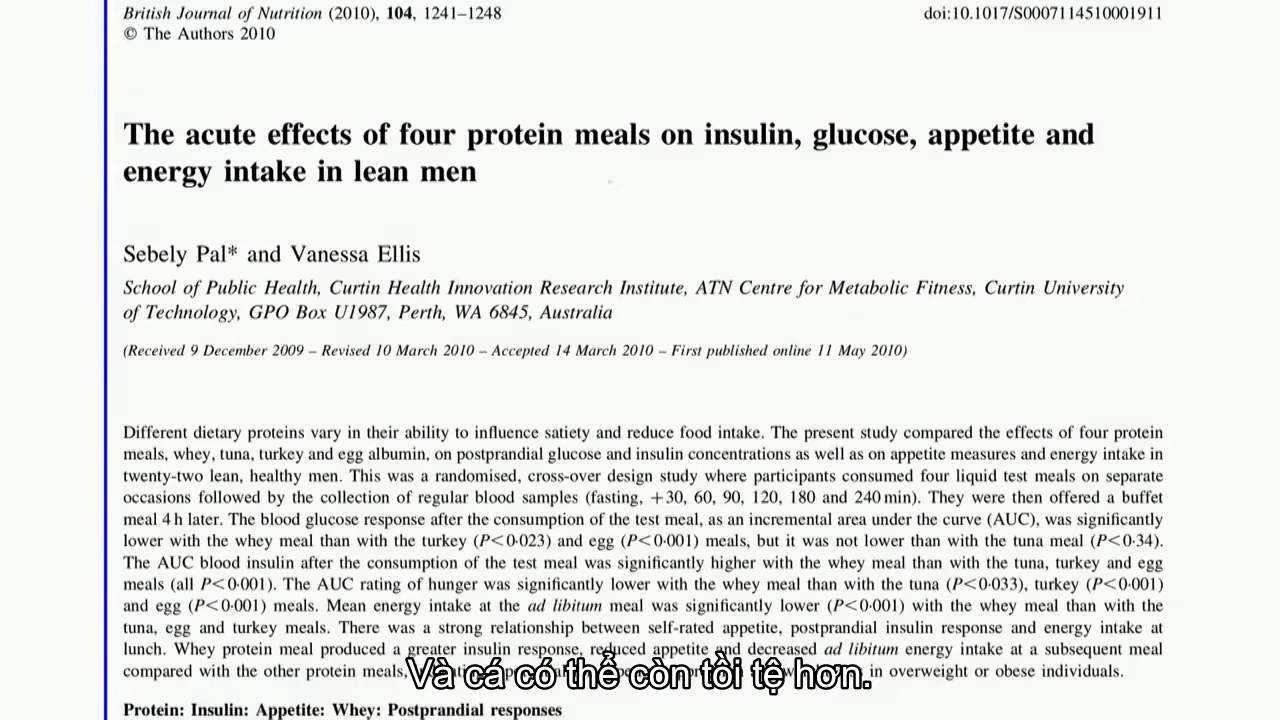 British Journal of Nutrition (2010), 104, 1241–1248
doi:10.1017/S0007114510001911
© The Authors 2010
The acute effects of four protein meals on insulin, glucose, appetite and
energy intake in lean men
Sebely Pal* and Vanessa Ellis
School of Public Health, Curtin Health Innovation Research Institute, ATN Centre for Metabolic Fitness, Curtin University
of Technology, GPO Box U1987, Perth, WA 6845, Australia
(Received 9 December 2009 – Revised 10 March 2010 – Accepted 14 March 2010 – First published online 11 May 2010)
Different dietary proteins vary in their ability to influence satiety and reduce food intake. The present study compared the effects of four protein
meals, whey, tuna, turkey and egg albumin, on postprandial glucose and insulin concentrations as well as on appetite measures and energy intake in
twenty-two lean, healthy men. This was a randomised, cross-over design study where participants consumed four liquid test meals on separate
occasions followed by the collection of regular blood samples (fasting, +30, 60, 90, 120, 180 and 240 min). They were then offered a buffet
meal 4 h later. The blood glucose response after the consumption of the test meal, as an incremental area under the curve (AUC), was significantly
lower with the whey meal than with the turkey (P<0·023) and egg (P<0·001) meals, but it was not lower than with the tuna meal (P<0·34).
The AUC blood insulin after the consumption of the test meal was significantly higher with the whey meal than with the tuna, turkey and egg
meals (all P<0·001). The AUC rating of hunger was significantly lower with the whey meal than with the tuna (P<0·033), turkey (P<0·001)
and egg (P<0·001) meals. Mean energy intake at the ad libitum meal was significantly lower (P<0·001) with the whey meal than with the
tuna, egg and turkey meals. There was a strong relationship between self-rated appetite, postprandial insulin response and energy intake at
lunch. Whey protein meal produced a greater insulin response, reduced appetite and decreased ad libitum energy intake at a subsequent meal
compared with the other protein meals, in overweight or obese individuals.
Và cá có thể còn tồi tệ hơn.
Protein: Insulin: Appetite: Whey: Postprandial responses